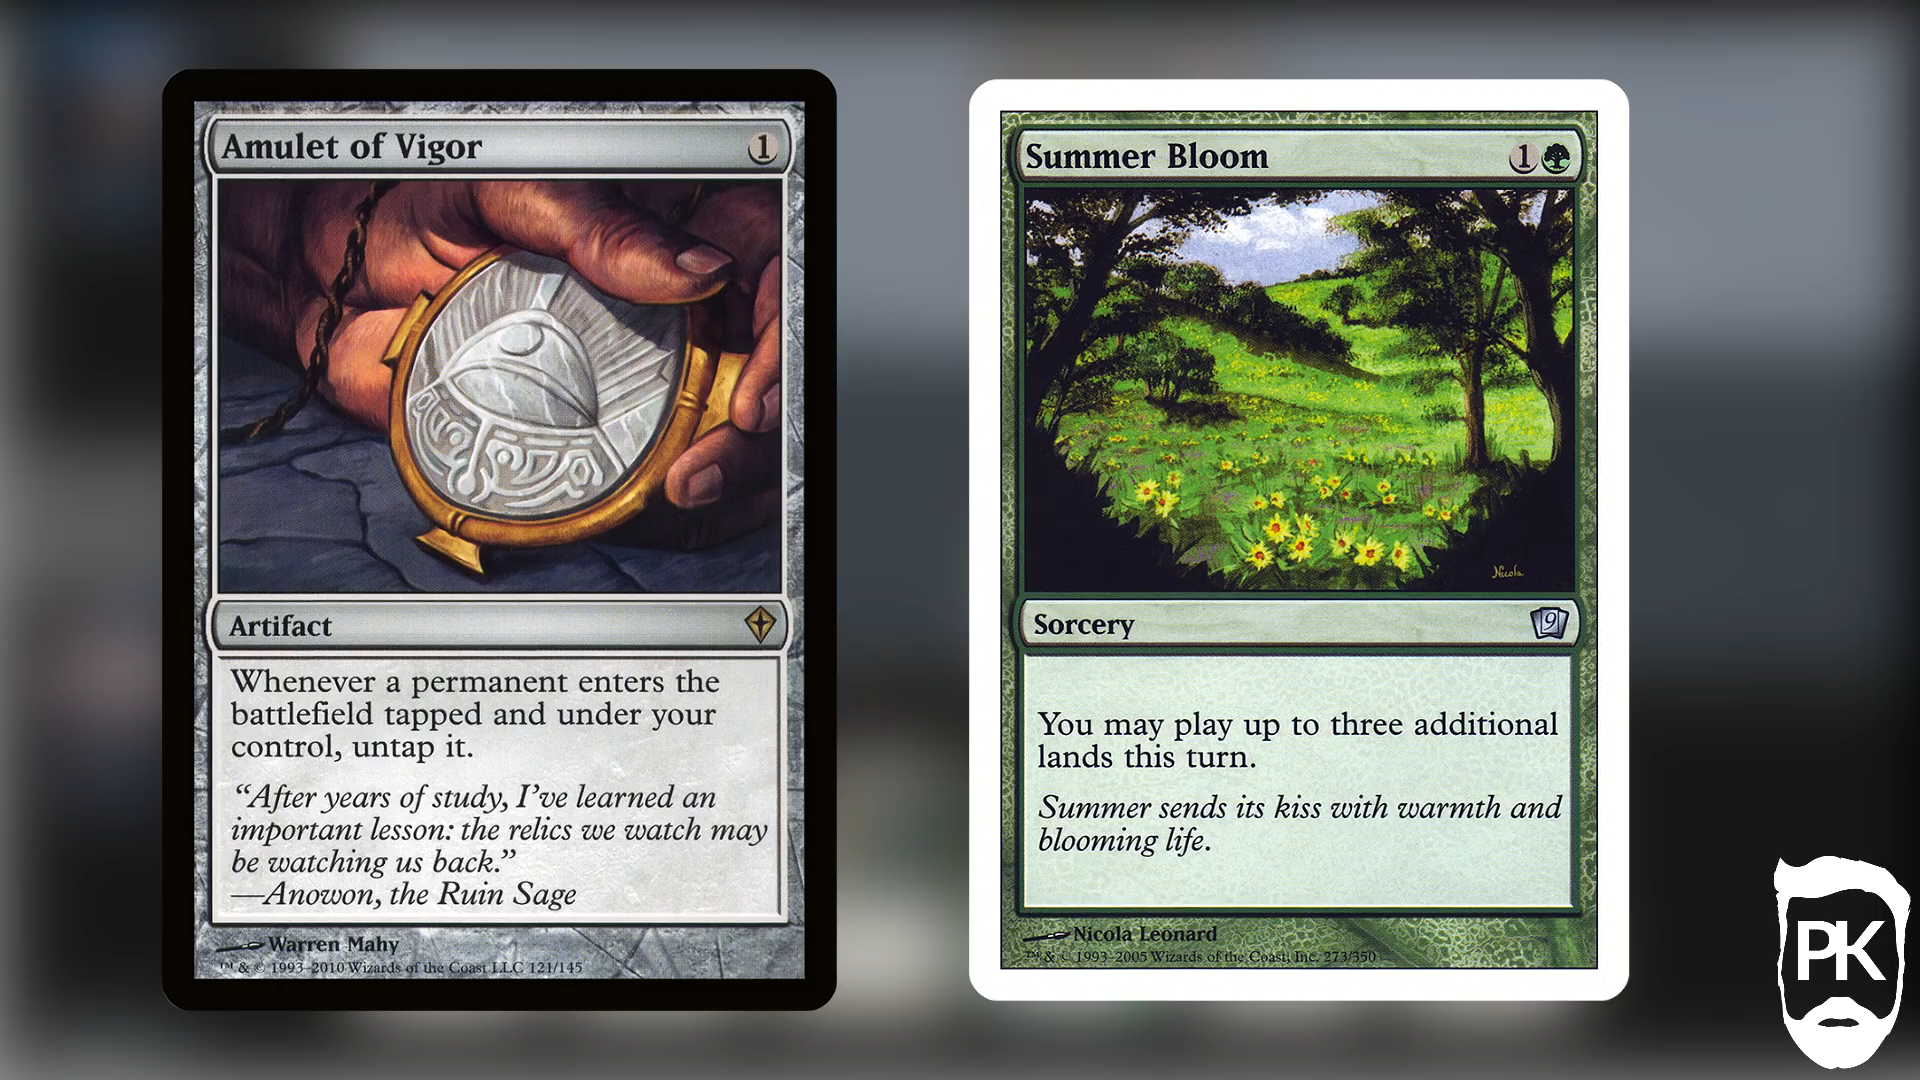 Amulet of Vigor 1
Artifact
Whenever a permanent enters the
battlefield tapped and under your
control, untap it.
“After years of study, I’ve learned an
important lesson: the relics we watch may
be watching us back.”
—Anowon, the Ruin Sage
Warren Mahy
™ & © 1993–2010 Wizards of the Coast LLC 121/145
Summer Bloom 1
Nicola
Sorcery 9
You may play up to three additional
lands this turn.
Summer sends its kiss with warmth and
blooming life.
Nicola Leonard
™ & © 1993–2005 Wizards of the Coast, Inc. 273/350
PK